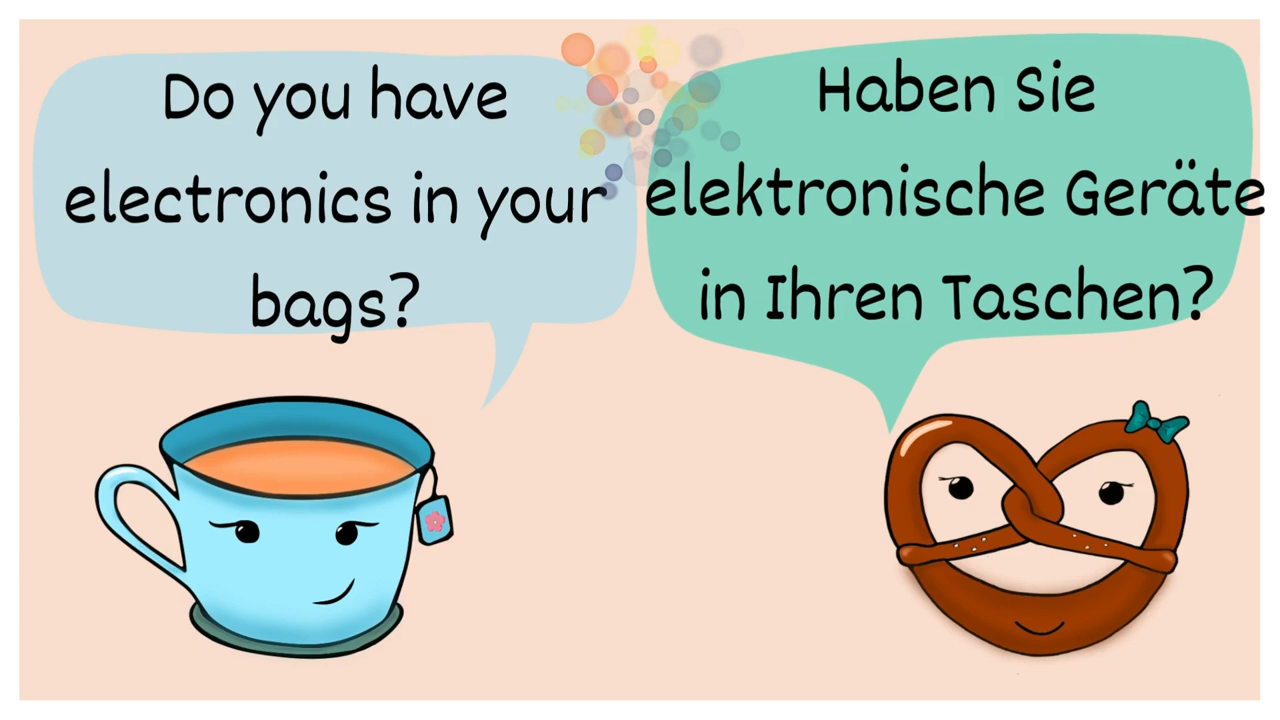 Do you have
electronics in your
bags?
Haben Sie
elektronische Geräte
in Ihren Taschen?